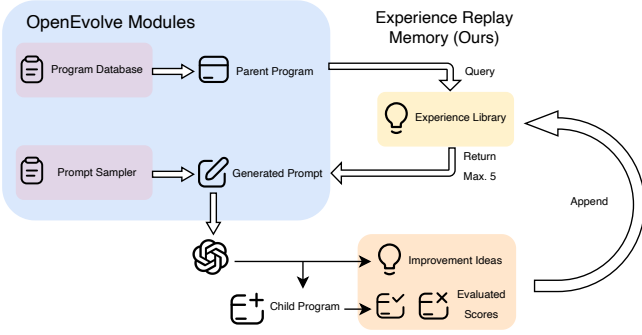 OpenEvolve Modules
Experience Replay
Memory (Ours)
Program Database
Parent Program
Query
Experience Library
Prompt Sampler
Generated Prompt
Return
Max. 5
Append
Improvement Ideas
Child Program
Evaluated
Scores